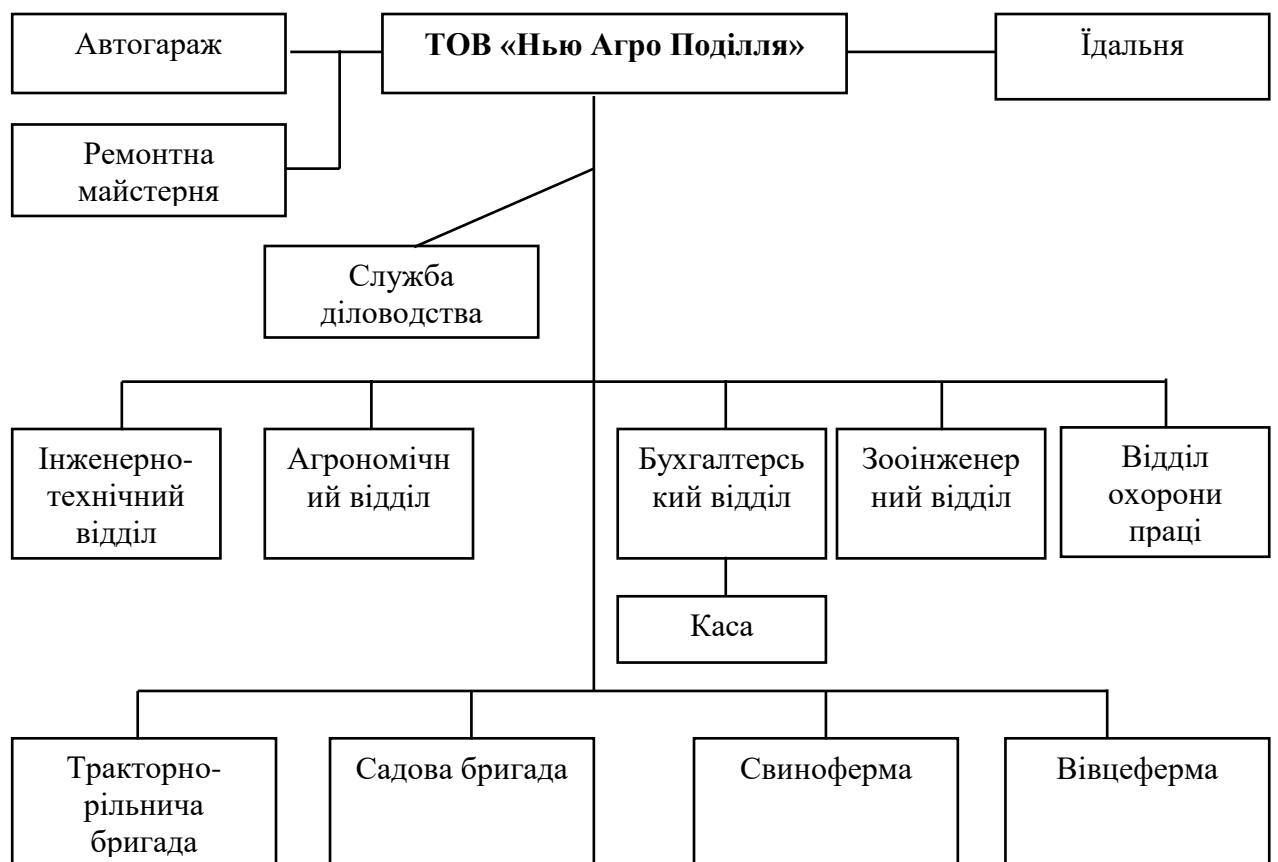 Автогараж
ТОВ «Нью Агро Поділля»
Їдальня
Ремонтна
майстерня
Служба
діловодства
Інженерно-
технічний
відділ
Агрономічн
ий відділ
Бухгалтерсь
кий відділ
Зооінженер
ний відділ
Відділ
охорони
праці
Каса
Тракторно-
рільнича
бригада
Садова бригада
Свиноферма
Вівцеферма